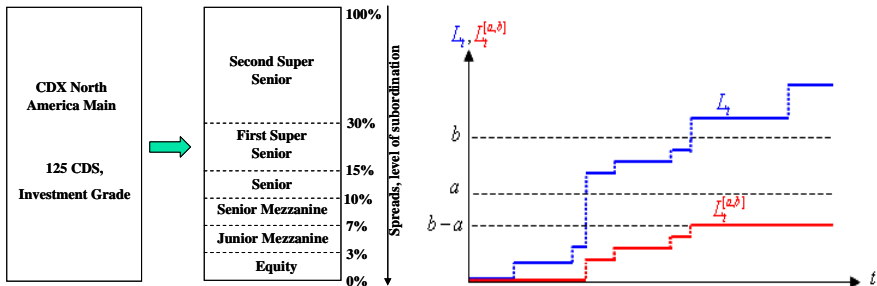 CDX North
America Main
125 CDS,
Investment Grade
100%
Second Super
Senior
30%
First Super
Senior
15%
Senior
10%
Senior Mezzanine
7%
Junior Mezzanine
3%
Equity
0%
Spreads, level of subordination
L_t, L_t^{[a,b]}
L_t
b
a
L_t^{[a,b]}
b-a
t